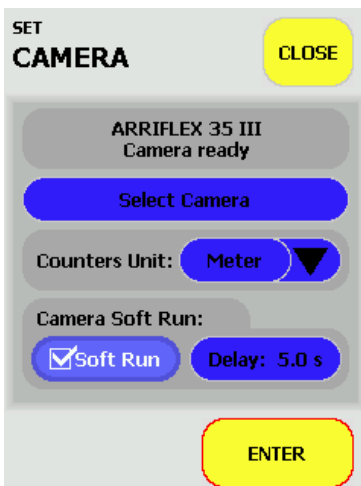 SET
CAMERA
CLOSE
ARRIFLEX 35 III
Camera ready
Select Camera
Counters Unit: Meter
Camera Soft Run:
Soft Run Delay: 5.0 s
ENTER